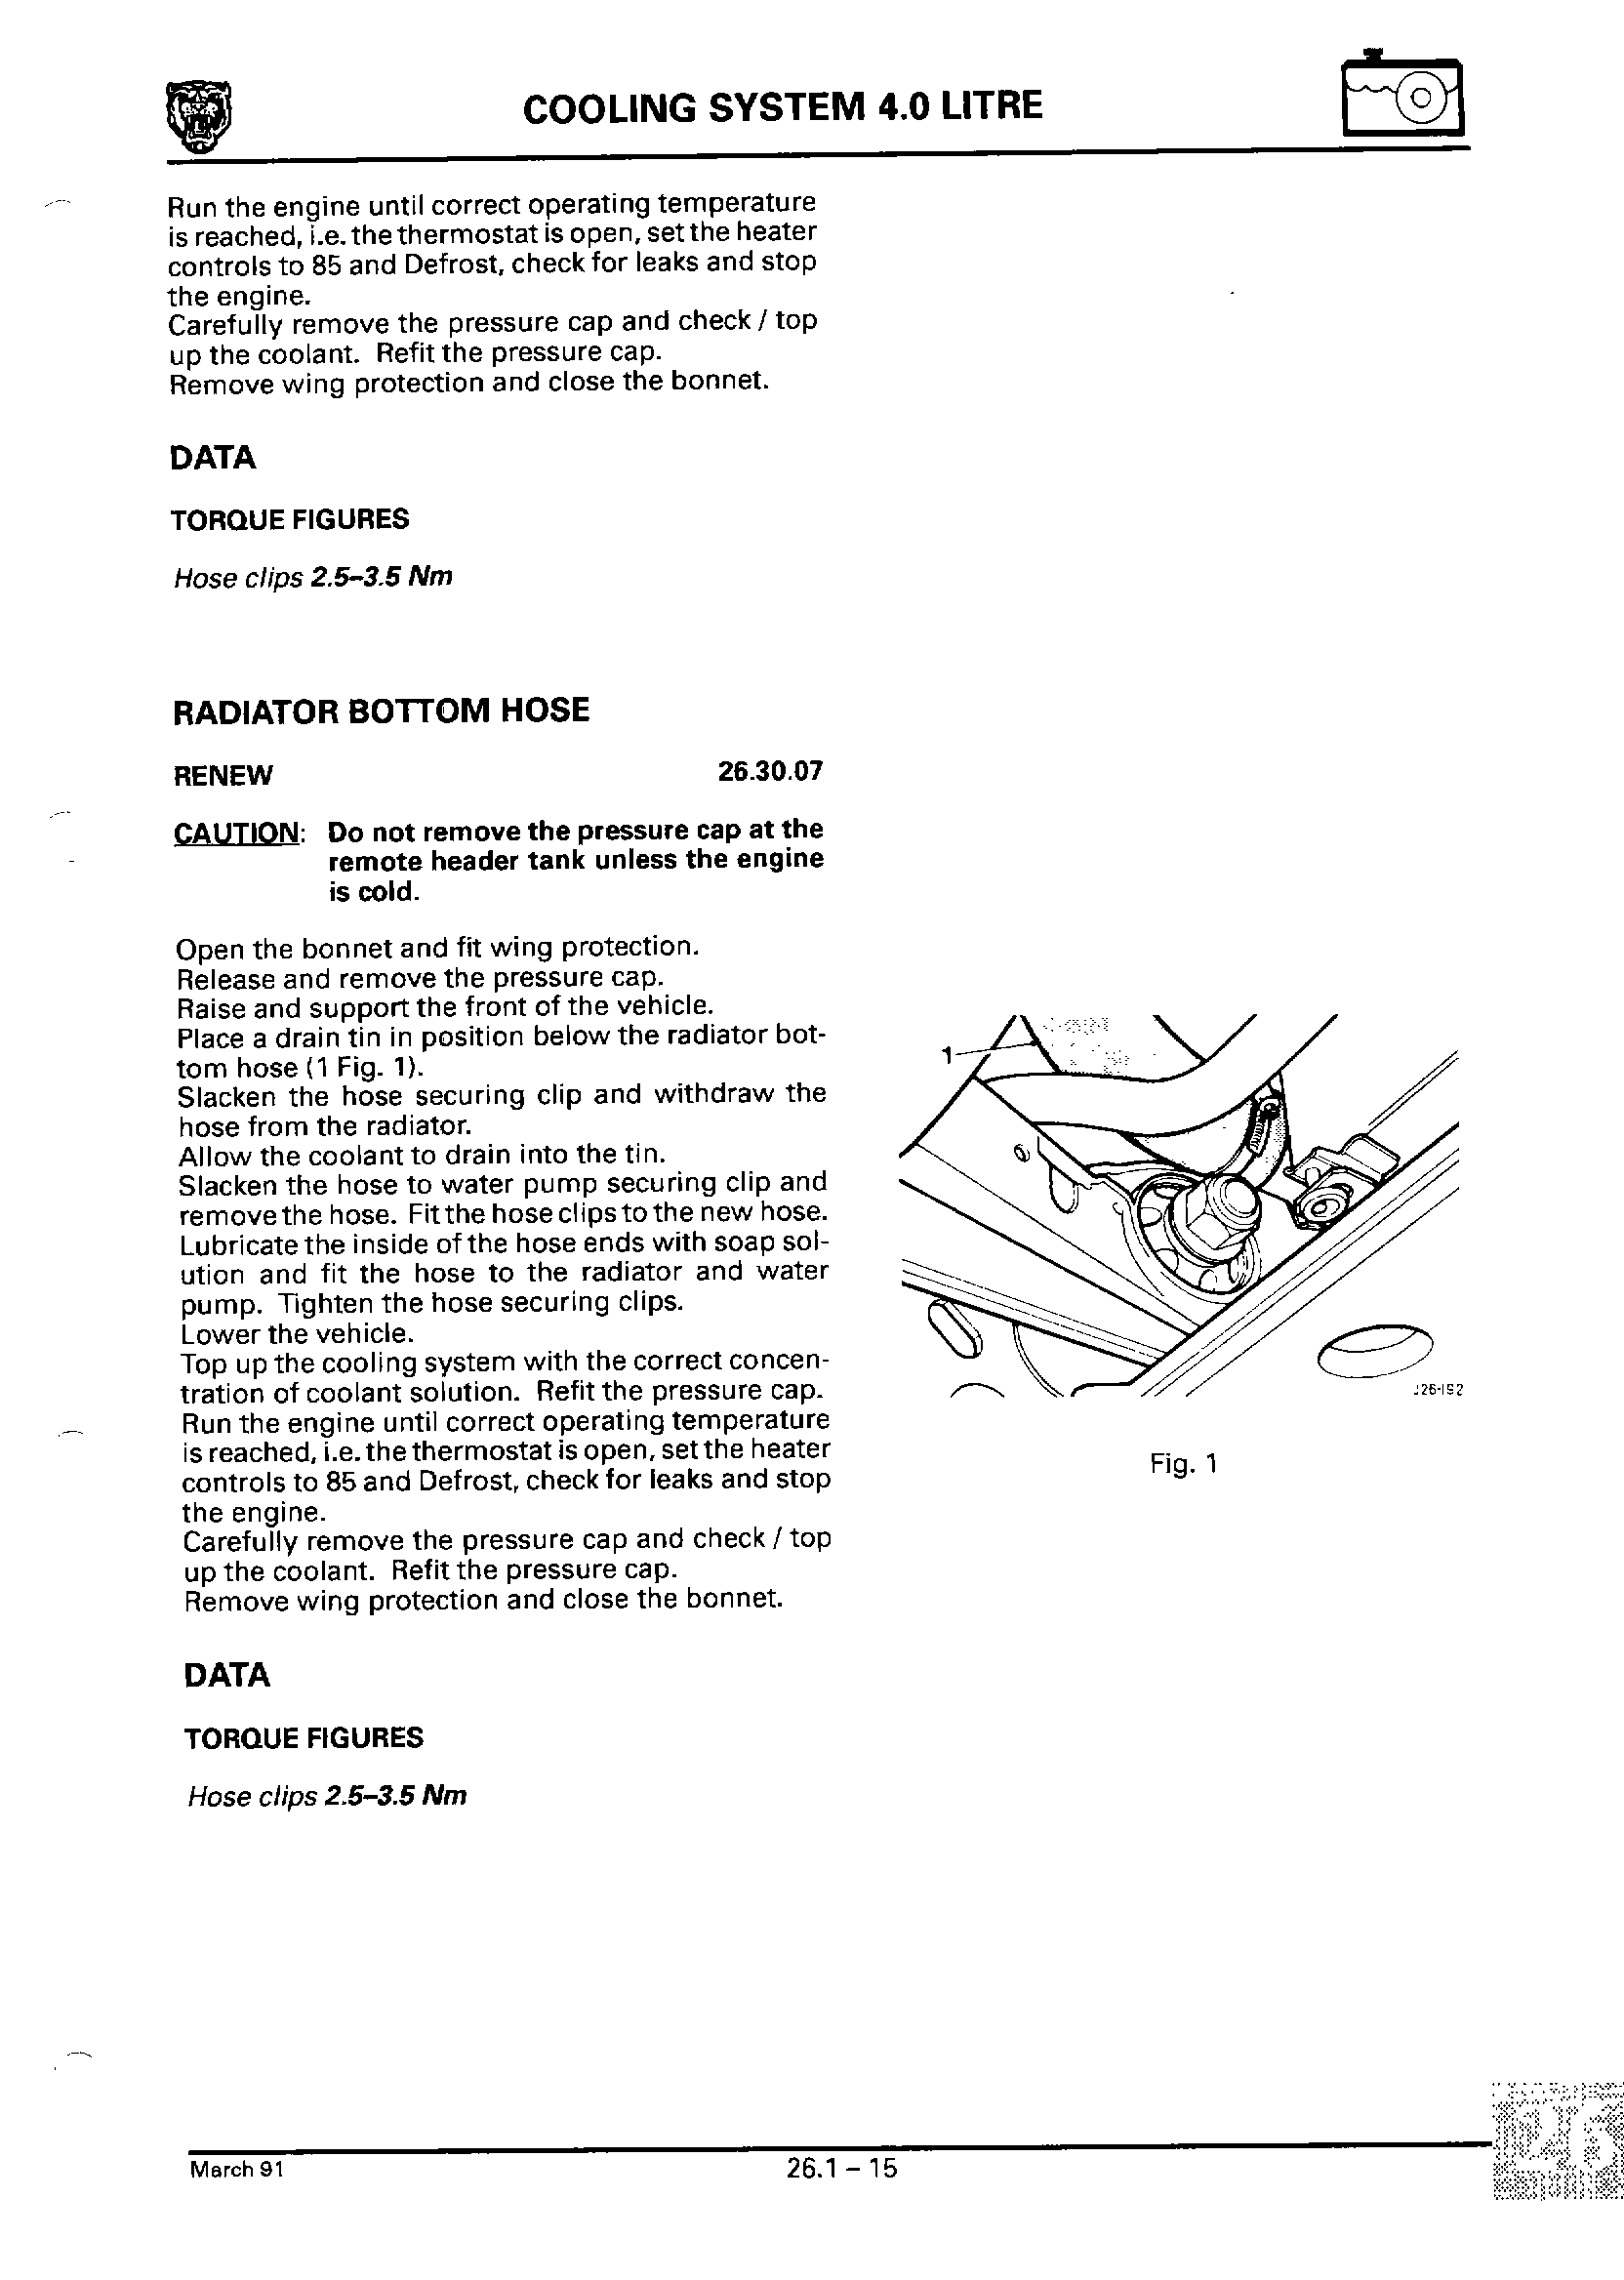 COOLING SYSTEM 4.0 LITRE
Run the engine until correct operating temperature
is reached, i.e. the thermostat is open, set the heater
controls to 85 and Defrost, check for leaks and stop
the engine.
Carefully remove the pressure cap and check / top
up the coolant. Refit the pressure cap.
Remove wing protection and close the bonnet.
DATA
TORQUE FIGURES
Hose clips 2.5–3.5 Nm
RADIATOR BOTTOM HOSE
RENEW 26.30.07
CAUTION: Do not remove the pressure cap at the
remote header tank unless the engine
is cold.
Open the bonnet and fit wing protection.
Release and remove the pressure cap.
Raise and support the front of the vehicle.
Place a drain tin in position below the radiator bot-
tom hose (1 Fig. 1).
Slacken the hose securing clip and withdraw the
hose from the radiator.
Allow the coolant to drain into the tin.
Slacken the hose to water pump securing clip and
remove the hose. Fit the hose clips to the new hose.
Lubricate the inside of the hose ends with soap sol-
ution and fit the hose to the radiator and water
pump. Tighten the hose securing clips.
Lower the vehicle.
Top up the cooling system with the correct concen-
tration of coolant solution. Refit the pressure cap.
Run the engine until correct operating temperature
is reached, i.e. the thermostat is open, set the heater
controls to 85 and Defrost, check for leaks and stop
the engine.
Carefully remove the pressure cap and check / top
up the coolant. Refit the pressure cap.
Remove wing protection and close the bonnet.
DATA
TORQUE FIGURES
Hose clips 2.5–3.5 Nm
1
J26-192
Fig. 1
26
March 91
26.1 – 15